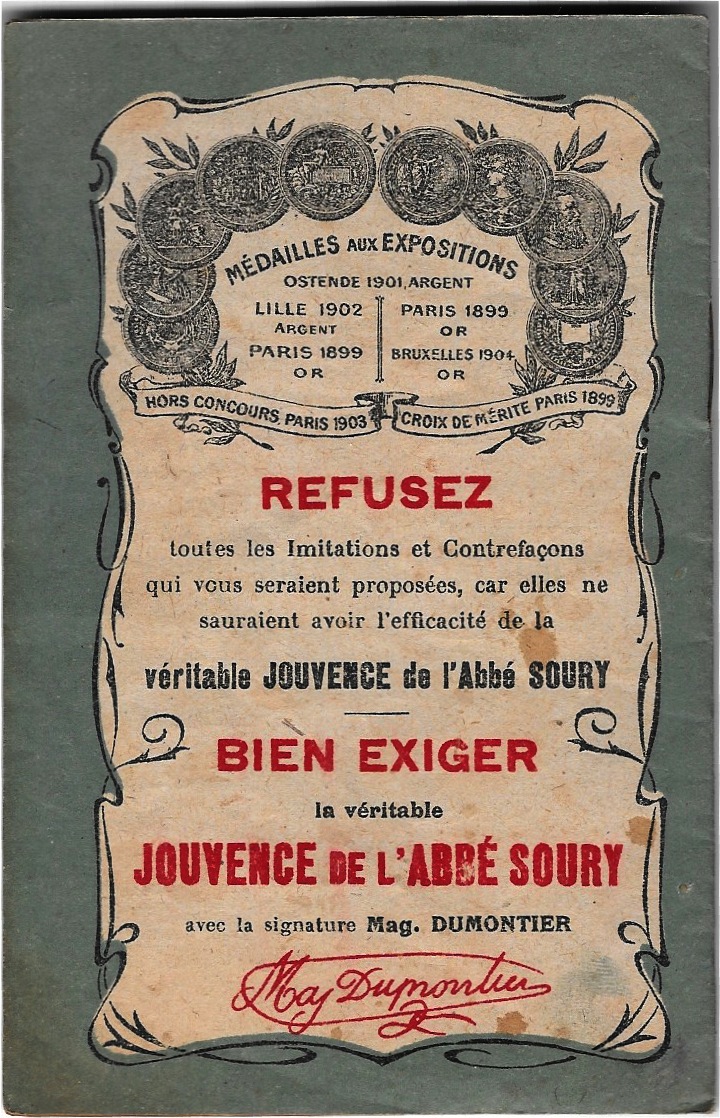 MÉDAILLES AUX EXPOSITIONS
OSTENDE 1901, ARGENT
LILLE 1902
ARGENT
PARIS 1899
OR
PARIS 1899
OR
BRUXELLES 1904
OR
HORS CONCOURS, PARIS 1903
CROIX DE MÉRITE PARIS 1899
REFUSEZ
toutes les Imitations et Contrefaçons
qui vous seraient proposées, car elles ne
sauraient avoir l'efficacité de la
véritable JOUVENCE de l'Abbé SOURY
BIEN EXIGER
la véritable
JOUVENCE DE L'ABBÉ SOURY
avec la signature Mag. DUMONTIER
Mag Dumontier